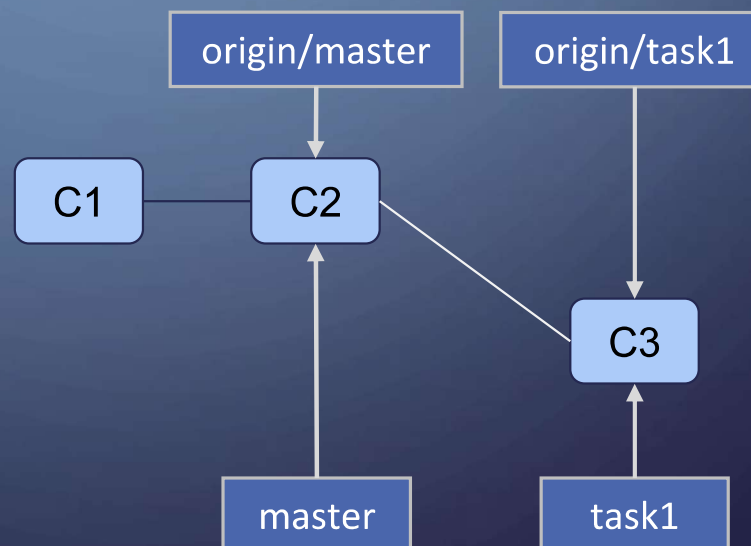 origin/master
origin/task1
C1
C2
C3
master
task1